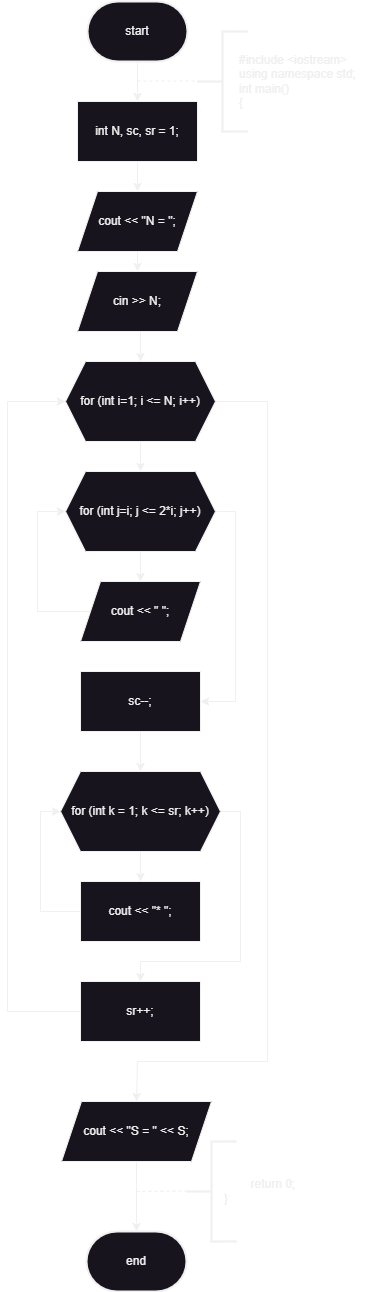 start
#include <iostream>
using namespace std;
int main()
{
int N, sc, sr = 1;
cout << "N = ";
cin >> N;
for (int i=1; i <= N; i++)
for (int j=i; j <= 2*i; j++)
cout << " ";
sc--;
for (int k = 1; k <= sr; k++)
cout << "* ";
sr++;
cout << "S = " << S;
return 0;
}
end